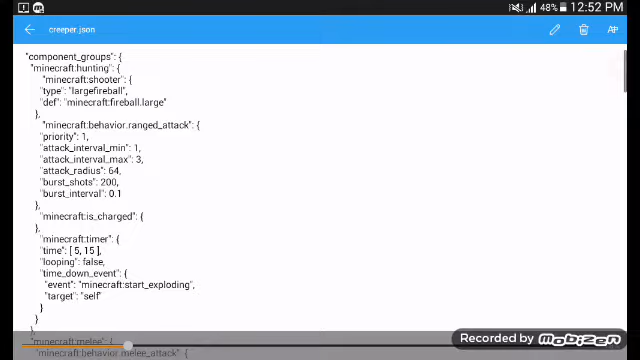 48% 12:52 PM
creeper.json
"component_groups": {
"minecraft:hunting": {
"minecraft:shooter": {
"type": "largefireball",
"def": "minecraft:fireball.large"
},
"minecraft:behavior.ranged_attack": {
"priority": 1,
"attack_interval_min": 1,
"attack_interval_max": 3,
"attack_radius": 64,
"burst_shots": 200,
"burst_interval": 0.1
},
"minecraft:is_charged": {
},
"minecraft:timer": {
"time": [ 5, 15 ],
"looping": false,
"time_down_event": {
"event": "minecraft:start_exploding",
"target": "self"
}
}
},
"minecraft:melee": {
"minecraft:behavior.melee_attack": {
Recorded by MOBIZEN